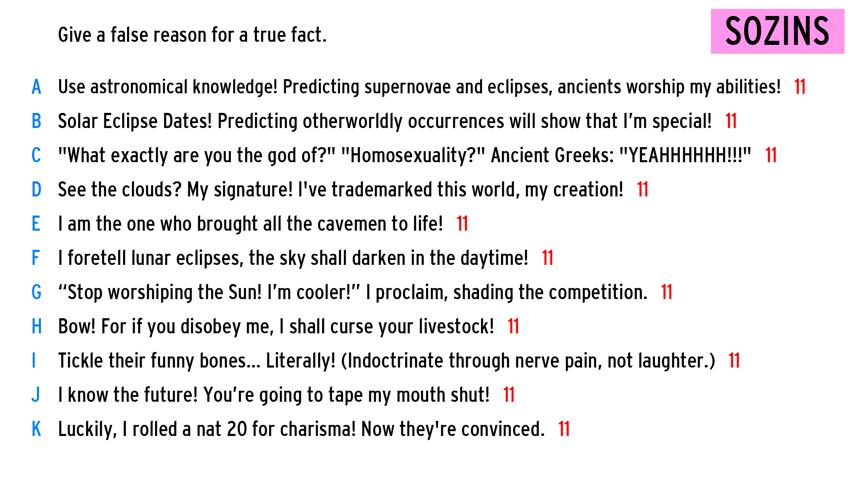 Give a false reason for a true fact.
SOZINS
A Use astronomical knowledge! Predicting supernovae and eclipses, ancients worship my abilities! 11
B Solar Eclipse Dates! Predicting otherworldly occurrences will show that I'm special! 11
C "What exactly are you the god of?" "Homosexuality?" Ancient Greeks: "YEAHHHHHH!!!" 11
D See the clouds? My signature! I've trademarked this world, my creation! 11
E I am the one who brought all the cavemen to life! 11
F I foretell lunar eclipses, the sky shall darken in the daytime! 11
G “Stop worshiping the Sun! I’m cooler!” I proclaim, shading the competition. 11
H Bow! For if you disobey me, I shall curse your livestock! 11
I Tickle their funny bones... Literally! (Indoctrinate through nerve pain, not laughter.) 11
J I know the future! You’re going to tape my mouth shut! 11
K Luckily, I rolled a nat 20 for charisma! Now they're convinced. 11